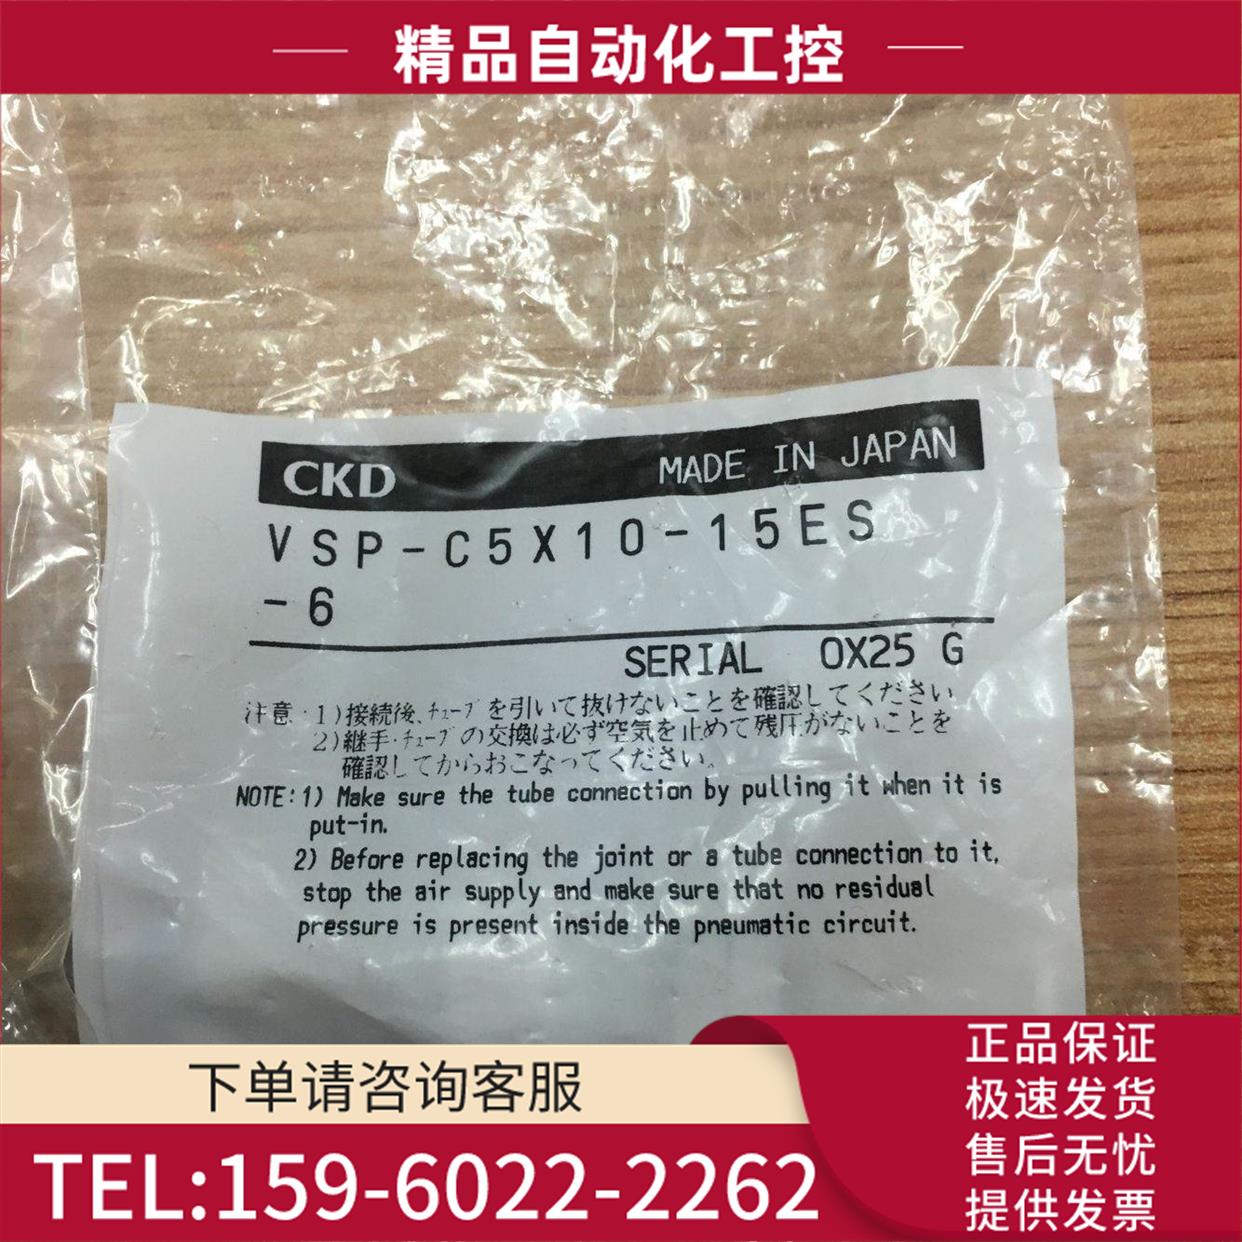 精品自动化工控
CKD MADE IN JAPAN
VSP-C5X10-15ES
-6
SERIAL OX25 G
注意:1)接続後、チューブを引いて抜けないことを確認してください
2)継手・チューブの交換は必ず空気を止めて残圧がないことを
確認してからおこなってください。
NOTE:1) Make sure the tube connection by pulling it when it is
put-in.
2) Before replacing the joint or a tube connection to it,
stop the air supply and make sure that no residual
pressure is present inside the pneumatic circuit.
下单请咨询客服
TEL:159-6022-2262
正品保证
极速发货
售后无忧
提供发票